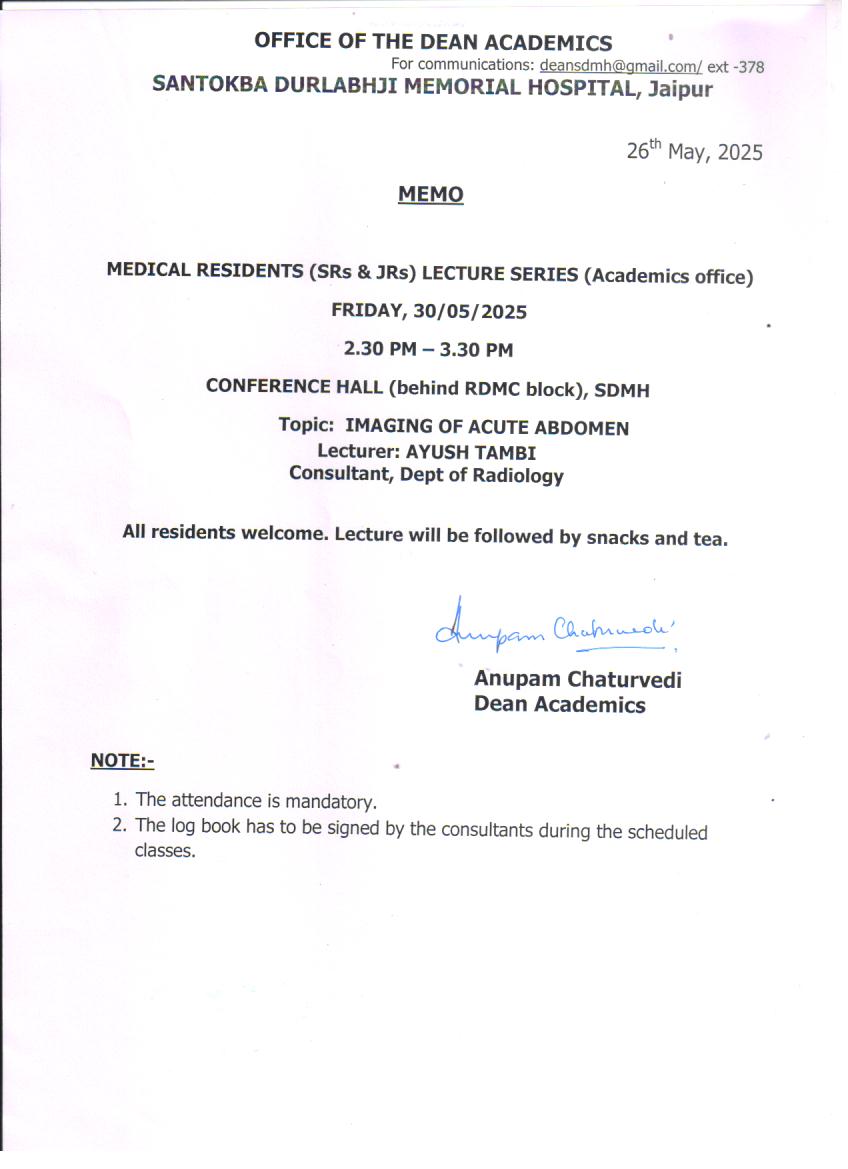 OFFICE OF THE DEAN ACADEMICS
For communications: deansdmh@gmail.com/ ext -378
SANTOKBA DURLABHJI MEMORIAL HOSPITAL, Jaipur
26th May, 2025
MEMO
MEDICAL RESIDENTS (SRs & JRs) LECTURE SERIES (Academics office)
FRIDAY, 30/05/2025
2.30 PM – 3.30 PM
CONFERENCE HALL (behind RDMC block), SDMH
Topic: IMAGING OF ACUTE ABDOMEN
Lecturer: AYUSH TAMBI
Consultant, Dept of Radiology
All residents welcome. Lecture will be followed by snacks and tea.
Anupam Chaturvedi
Anupam Chaturvedi
Dean Academics
NOTE:-
1. The attendance is mandatory.
2. The log book has to be signed by the consultants during the scheduled
classes.